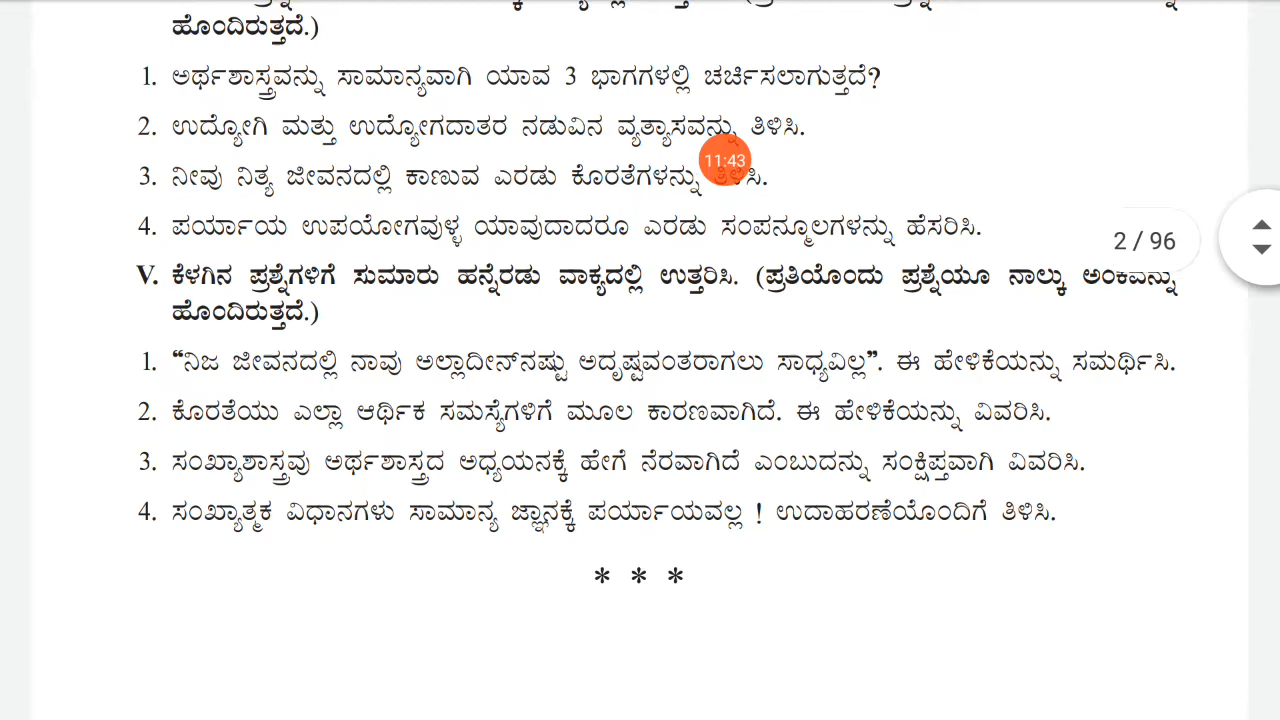 ಹೊಂದಿರುತ್ತದೆ.)
1. ಅರ್ಥಶಾಸ್ತ್ರವನ್ನು ಸಾಮಾನ್ಯವಾಗಿ ಯಾವ 3 ಭಾಗಗಳಲ್ಲಿ ಚರ್ಚಿಸಲಾಗುತ್ತದೆ?
2. ಉದ್ಯೋಗಿ ಮತ್ತು ಉದ್ಯೋಗದಾತರ ನಡುವಿನ ವ್ಯತ್ಯಾಸವನ್ನು ತಿಳಿಸಿ.
11:43
3. ನೀವು ನಿತ್ಯ ಜೀವನದಲ್ಲಿ ಕಾಣುವ ಎರಡು ಕೊರತೆಗಳನ್ನು ತಿಳಿಸಿ.
4. ಪರ್ಯಾಯ ಉಪಯೋಗವುಳ್ಳ ಯಾವುದಾದರೂ ಎರಡು ಸಂಪನ್ಮೂಲಗಳನ್ನು ಹೆಸರಿಸಿ.
2 / 96
V. ಕೆಳಗಿನ ಪ್ರಶ್ನೆಗಳಿಗೆ ಸುಮಾರು ಹನ್ನೆರಡು ವಾಕ್ಯದಲ್ಲಿ ಉತ್ತರಿಸಿ. (ಪ್ರತಿಯೊಂದು ಪ್ರಶ್ನೆಯೂ ನಾಲ್ಕು ಅಂಕವನ್ನು
ಹೊಂದಿರುತ್ತದೆ.)
1. “ನಿಜ ಜೀವನದಲ್ಲಿ ನಾವು ಅಲ್ಲಾದೀನ್‌ನಷ್ಟು ಅದೃಷ್ಟವಂತರಾಗಲು ಸಾಧ್ಯವಿಲ್ಲ”. ಈ ಹೇಳಿಕೆಯನ್ನು ಸಮರ್ಥಿಸಿ.
2. ಕೊರತೆಯು ಎಲ್ಲಾ ಆರ್ಥಿಕ ಸಮಸ್ಯೆಗಳಿಗೆ ಮೂಲ ಕಾರಣವಾಗಿದೆ. ಈ ಹೇಳಿಕೆಯನ್ನು ವಿವರಿಸಿ.
3. ಸಂಖ್ಯಾಶಾಸ್ತ್ರವು ಅರ್ಥಶಾಸ್ತ್ರದ ಅಧ್ಯಯನಕ್ಕೆ ಹೇಗೆ ನೆರವಾಗಿದೆ ಎಂಬುದನ್ನು ಸಂಕ್ಷಿಪ್ತವಾಗಿ ವಿವರಿಸಿ.
4. ಸಂಖ್ಯಾತ್ಮಕ ವಿಧಾನಗಳು ಸಾಮಾನ್ಯ ಜ್ಞಾನಕ್ಕೆ ಪರ್ಯಾಯವಲ್ಲ ! ಉದಾಹರಣೆಯೊಂದಿಗೆ ತಿಳಿಸಿ.
* * *